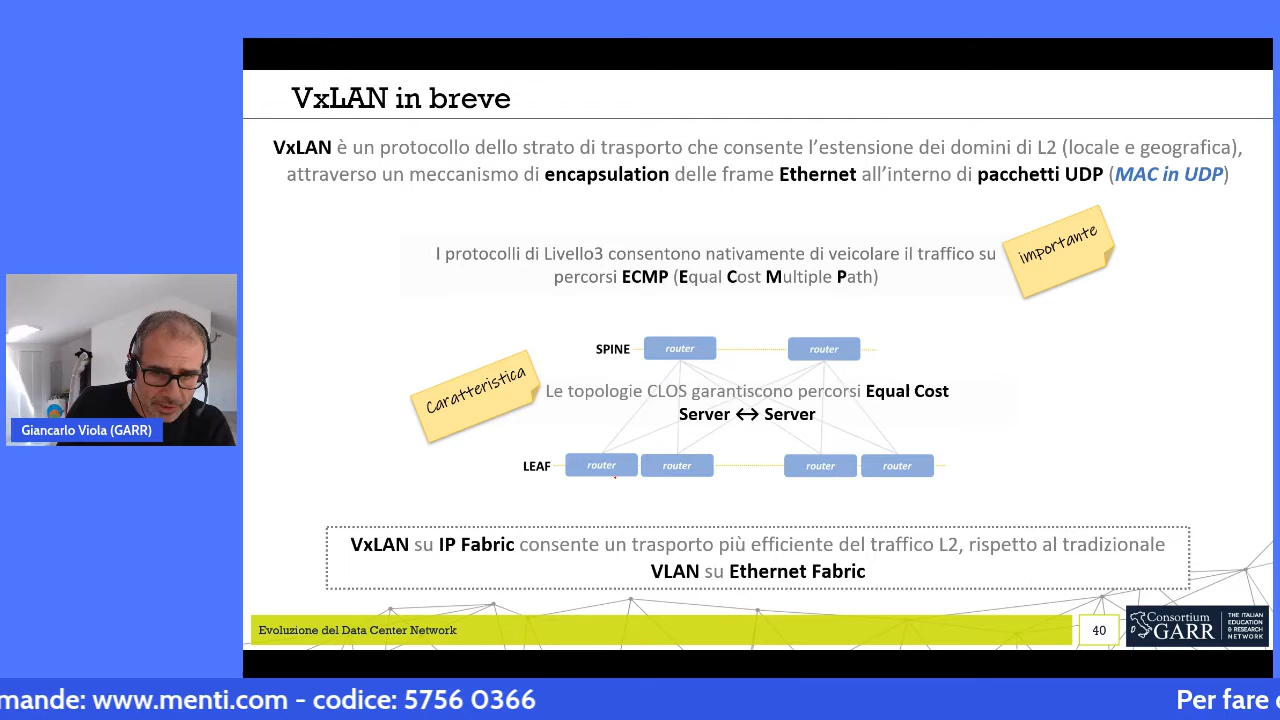 VxLAN in breve
VxLAN è un protocollo dello strato di trasporto che consente l'estensione dei domini di L2 (locale e geografica),
attraverso un meccanismo di encapsulation delle frame Ethernet all'interno di pacchetti UDP (MAC in UDP)
importante
I protocolli di Livello3 consentono nativamente di veicolare il traffico su
percorsi ECMP (Equal Cost Multiple Path)
SPINE router router
Caratteristica
Le topologie CLOS garantiscono percorsi Equal Cost
Server ↔ Server
LEAF router router router router
Giancarlo Viola (GARR)
VxLAN su IP Fabric consente un trasporto più efficiente del traffico L2, rispetto al tradizionale
VLAN su Ethernet Fabric
Evoluzione del Data Center Network
40
Consortium
GARR
THE ITALIAN
EDUCATION
& RESEARCH
NETWORK
mande: www.menti.com - codice: 5756 0366
Per fare